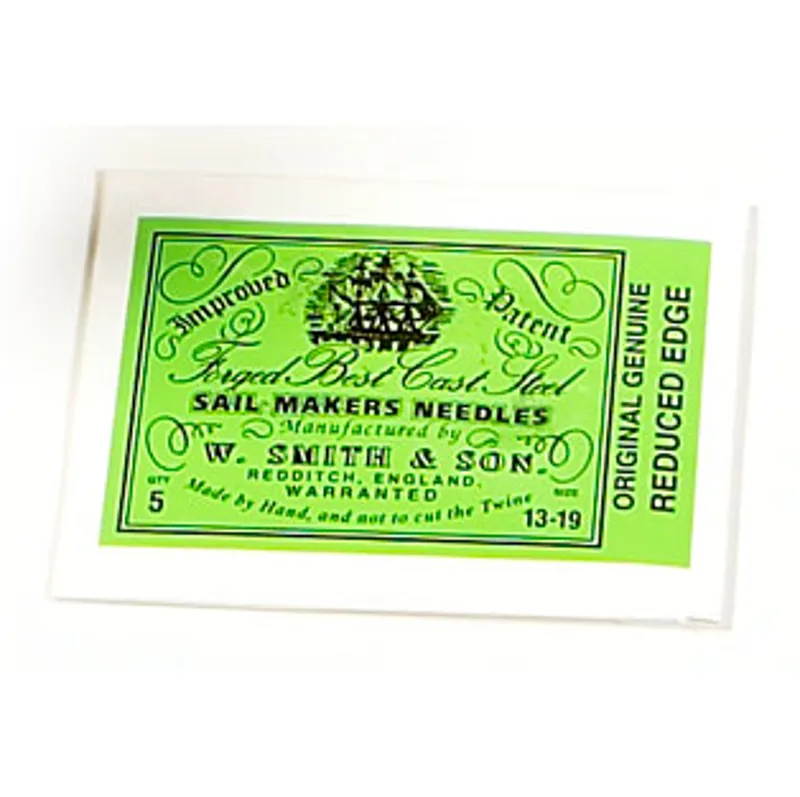 Improved Patent
Forged Best Cast Steel
SAIL-MAKERS NEEDLES
Manufactured by
W. SMITH & SON.
REDDITCH, ENGLAND.
WARRANTED
Made by Hand, and not to cut the Twine
QTY
5
SIZE
13-19
ORIGINAL GENUINE
REDUCED EDGE